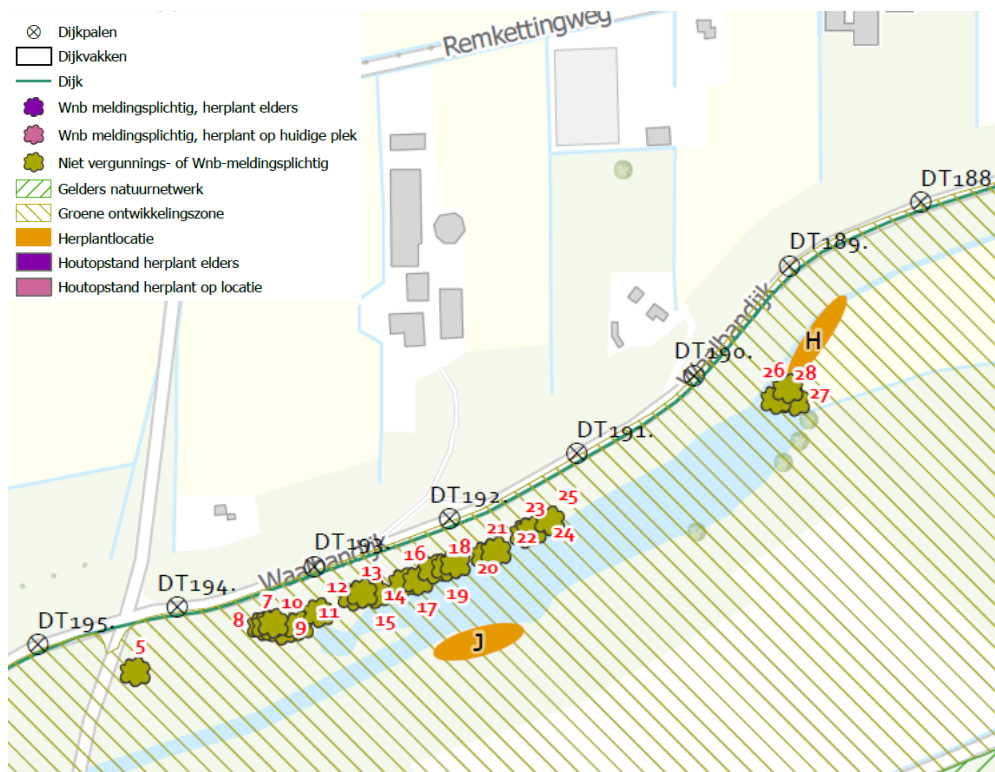 Dijkpalen
Dijkvakken
Dijk
Wnb meldingsplichtig, herplant elders
Wnb meldingsplichtig, herplant op huidige plek
Niet vergunnings- of Wnb-meldingsplichtig
Gelders natuurnetwerk
Groene ontwikkelingszone
Herplantlocatie
Houtopstand herplant elders
Houtopstand herplant op locatie
Remkettingweg
DT188.
DT189.
Waalbandijk
H
DT190.
26
28
27
DT191.
DT192.
25
23
24
22
21
20
DT193.
Waalbandijk
18
16
19
17
13
12
14
15
DT194.
10
7
11
8
9
J
DT195.
5